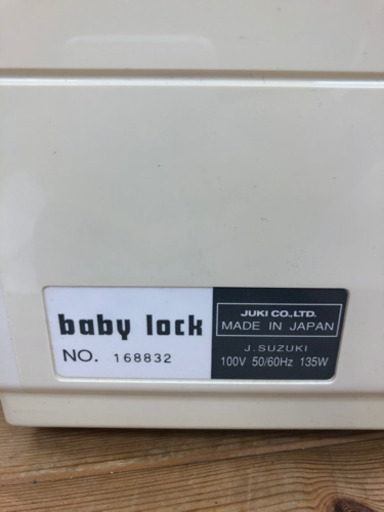 baby lock
NO. 168832
JUKI CO.,LTD.
MADE IN JAPAN
J.SUZUKI
100V 50/60Hz 135W